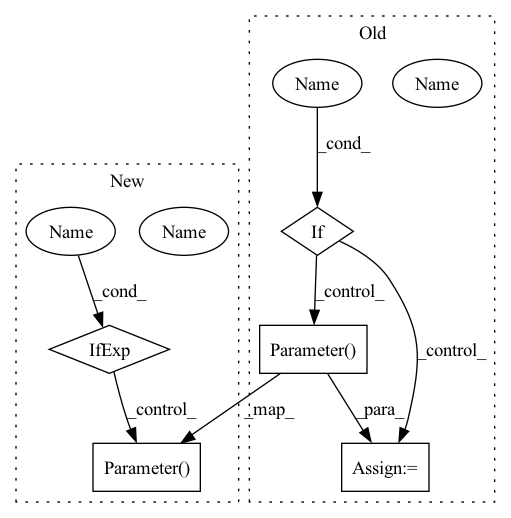 Old
Name
Name
_cond_
New
Name
Name
If
_cond_
_control_
IfExp
Parameter()
_control_
_control_
_map_
_para_
Parameter()
Assign:=